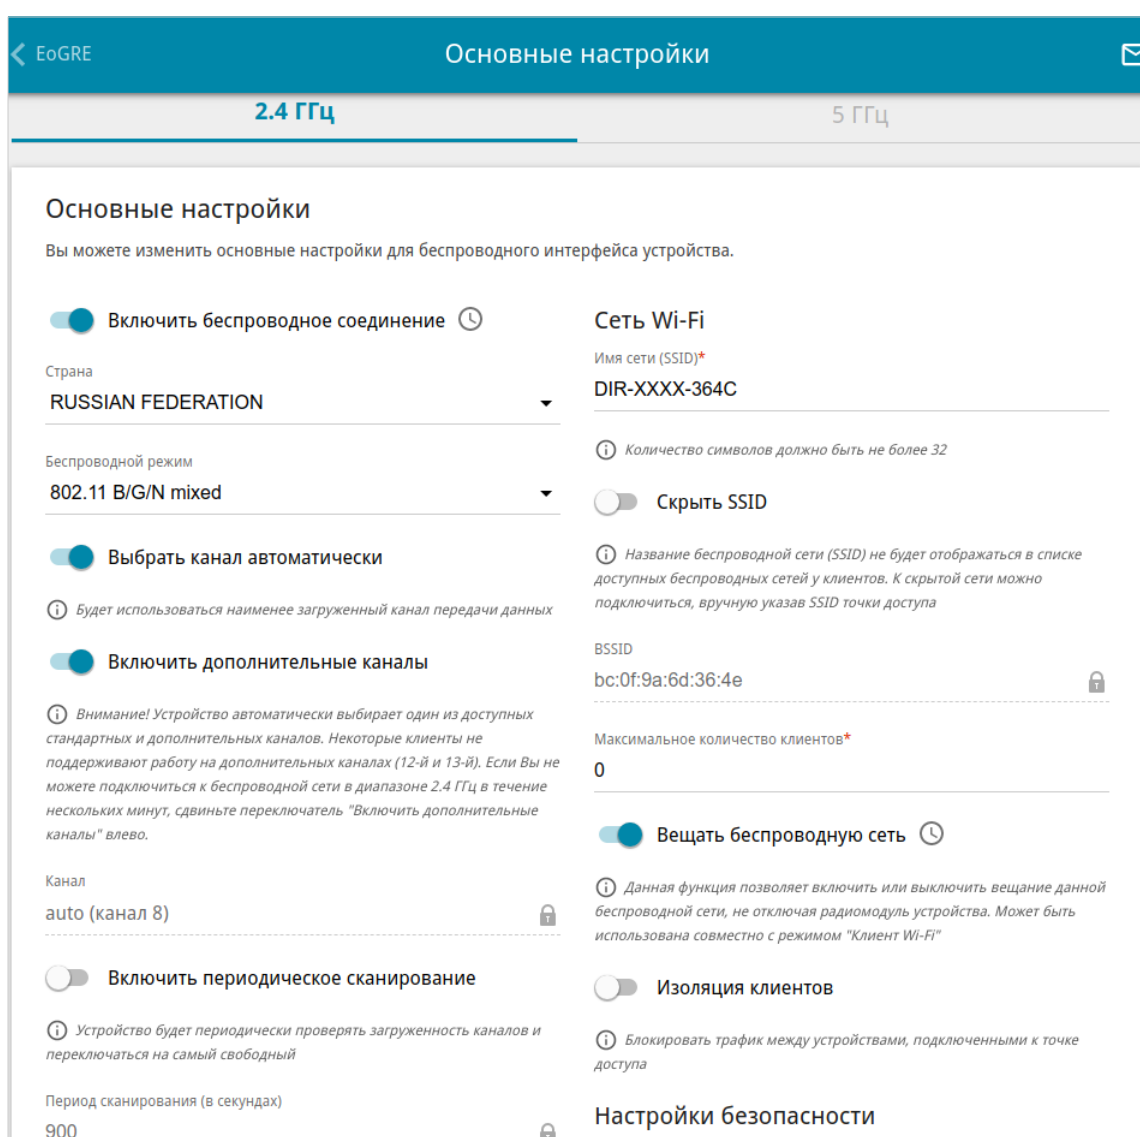 EoGRE
Основные настройки
2.4 ГГц
5 ГГц
Основные настройки
Вы можете изменить основные настройки для беспроводного интерфейса устройства.
Включить беспроводное соединение
Страна
RUSSIAN FEDERATION
Беспроводной режим
802.11 B/G/N mixed
Выбрать канал автоматически
Будет использоваться наименее загруженный канал передачи данных
Включить дополнительные каналы
Внимание! Устройство автоматически выбирает один из доступных
стандартных и дополнительных каналов. Некоторые клиенты не
поддерживают работу на дополнительных каналах (12-й и 13-й). Если Вы не
можете подключиться к беспроводной сети в диапазоне 2.4 ГГц в течение
нескольких минут, сдвиньте переключатель "Включить дополнительные
каналы" влево.
Канал
auto (канал 8)
Включить периодическое сканирование
Устройство будет периодически проверять загруженность каналов и
переключаться на самый свободный
Период сканирования (в секундах)
900
Сеть Wi-Fi
Имя сети (SSID)*
DIR-XXXX-364C
Количество символов должно быть не более 32
Скрыть SSID
Название беспроводной сети (SSID) не будет отображаться в списке
доступных беспроводных сетей у клиентов. К скрытой сети можно
подключиться, вручную указав SSID точки доступа
BSSID
bc:0f:9a:6d:36:4e
Максимальное количество клиентов*
0
Вещать беспроводную сеть
Данная функция позволяет включить или выключить вещание данной
беспроводной сети, не отключая радиомодуль устройства. Может быть
использована совместно с режимом "Клиент Wi-Fi"
Изоляция клиентов
Блокировать трафик между устройствами, подключенными к точке
доступа
Настройки безопасности